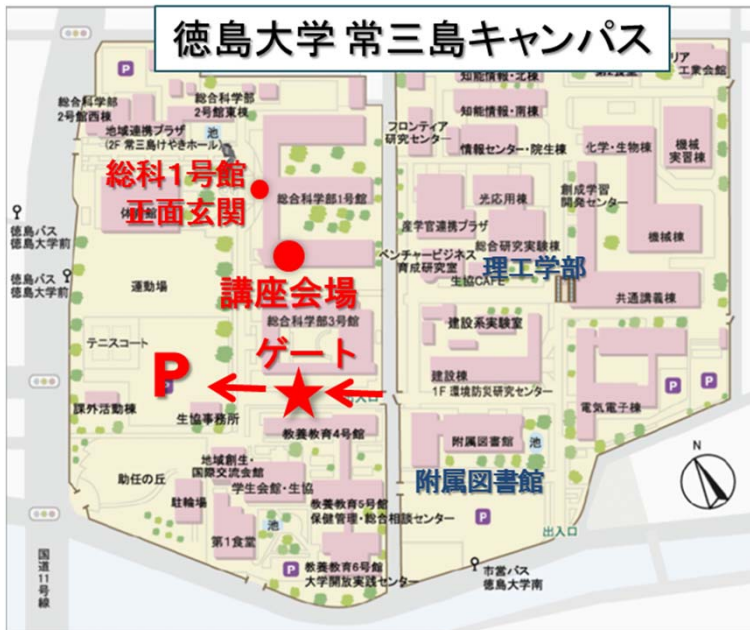 徳島大学 常三島キャンパス
P
総合科学部
2号館西棟
総合科学部
2号館東棟
地域連携プラザ
(2F 常三島けやきホール)
池
総科1号館
正面玄関
総合科学部1号館
徳島バス
徳島大学前
徳島バス
徳島大学前
運動場
講座会場
総合科学部3号館
テニスコート
ゲート
P
P
課外活動棟
生協事務所
出入口
教養教育4号館
助任の丘
地域創生・
国際交流会館
学生会館・生協
駐輪場
教養教育5号館
保健管理・総合相談センター
池
第1食堂
P
教養教育6号館
大学開放実践センター
国道11号線
知能情報・北棟
第2食堂
工業会館
知能情報・南棟
フロンティア
研究センター
情報センター・院生棟
化学・生物棟
機械
実習棟
光応用棟
創成学習
開発センター
産学官連携プラザ
総合研究実験棟
機械棟
ベンチャービジネス
育成研究室
生協CAFE
理工学部
共通講義棟
建設系実験室
建設棟
1F 環境防災研究センター
P
P
電気電子棟
附属図書館
池
附属図書館
P
出入口
市営バス
徳島大学南
N